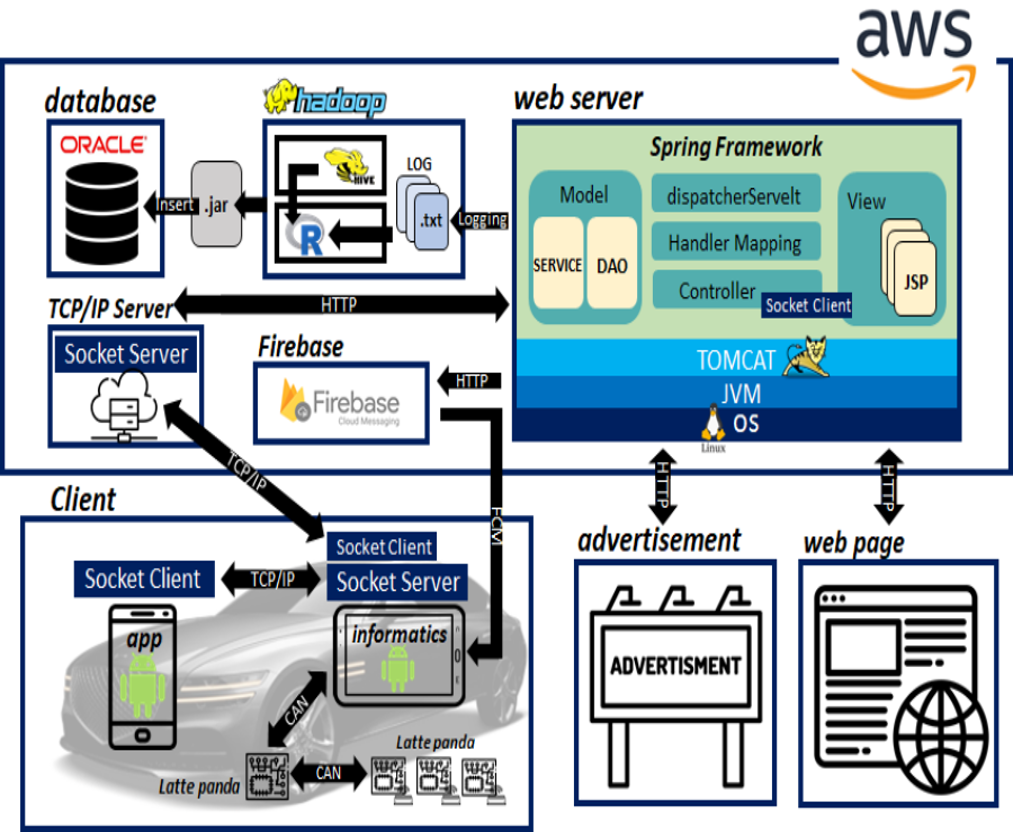 aws
database
hadoop
web server
ORACLE
Insert
.jar
HIVE
R
LOG
.txt
Logging
Spring Framework
Model
SERVICE
DAO
dispatcherServelt
Handler Mapping
Controller
Socket Client
View
JSP
TOMCAT
JVM
OS
Linux
TCP/IP Server
HTTP
Socket Server
Firebase
Firebase
Cloud Messaging
HTTP
TCP/IP
FCM
HTTP
HTTP
Client
Socket Client
TCP/IP
Socket Client
Socket Server
app
informatics
CAN
Latte panda
CAN
Latte panda
advertisement
ADVERTISMENT
web page